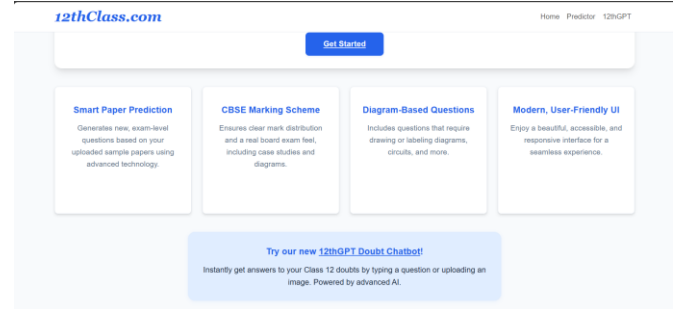 12thClass.com
Home Predictor 12thGPT
Get Started
Smart Paper Prediction
Generates new, exam-level
questions based on your
uploaded sample papers using
advanced technology.
CBSE Marking Scheme
Ensures clear mark distribution
and a real board exam feel,
including case studies and
diagrams.
Diagram-Based Questions
Includes questions that require
drawing or labeling diagrams,
circuits, and more.
Modern, User-Friendly UI
Enjoy a beautiful, accessible, and
responsive interface for a
seamless experience.
Try our new 12thGPT Doubt Chatbot!
Instantly get answers to your Class 12 doubts by typing a question or uploading an
image. Powered by advanced AI.